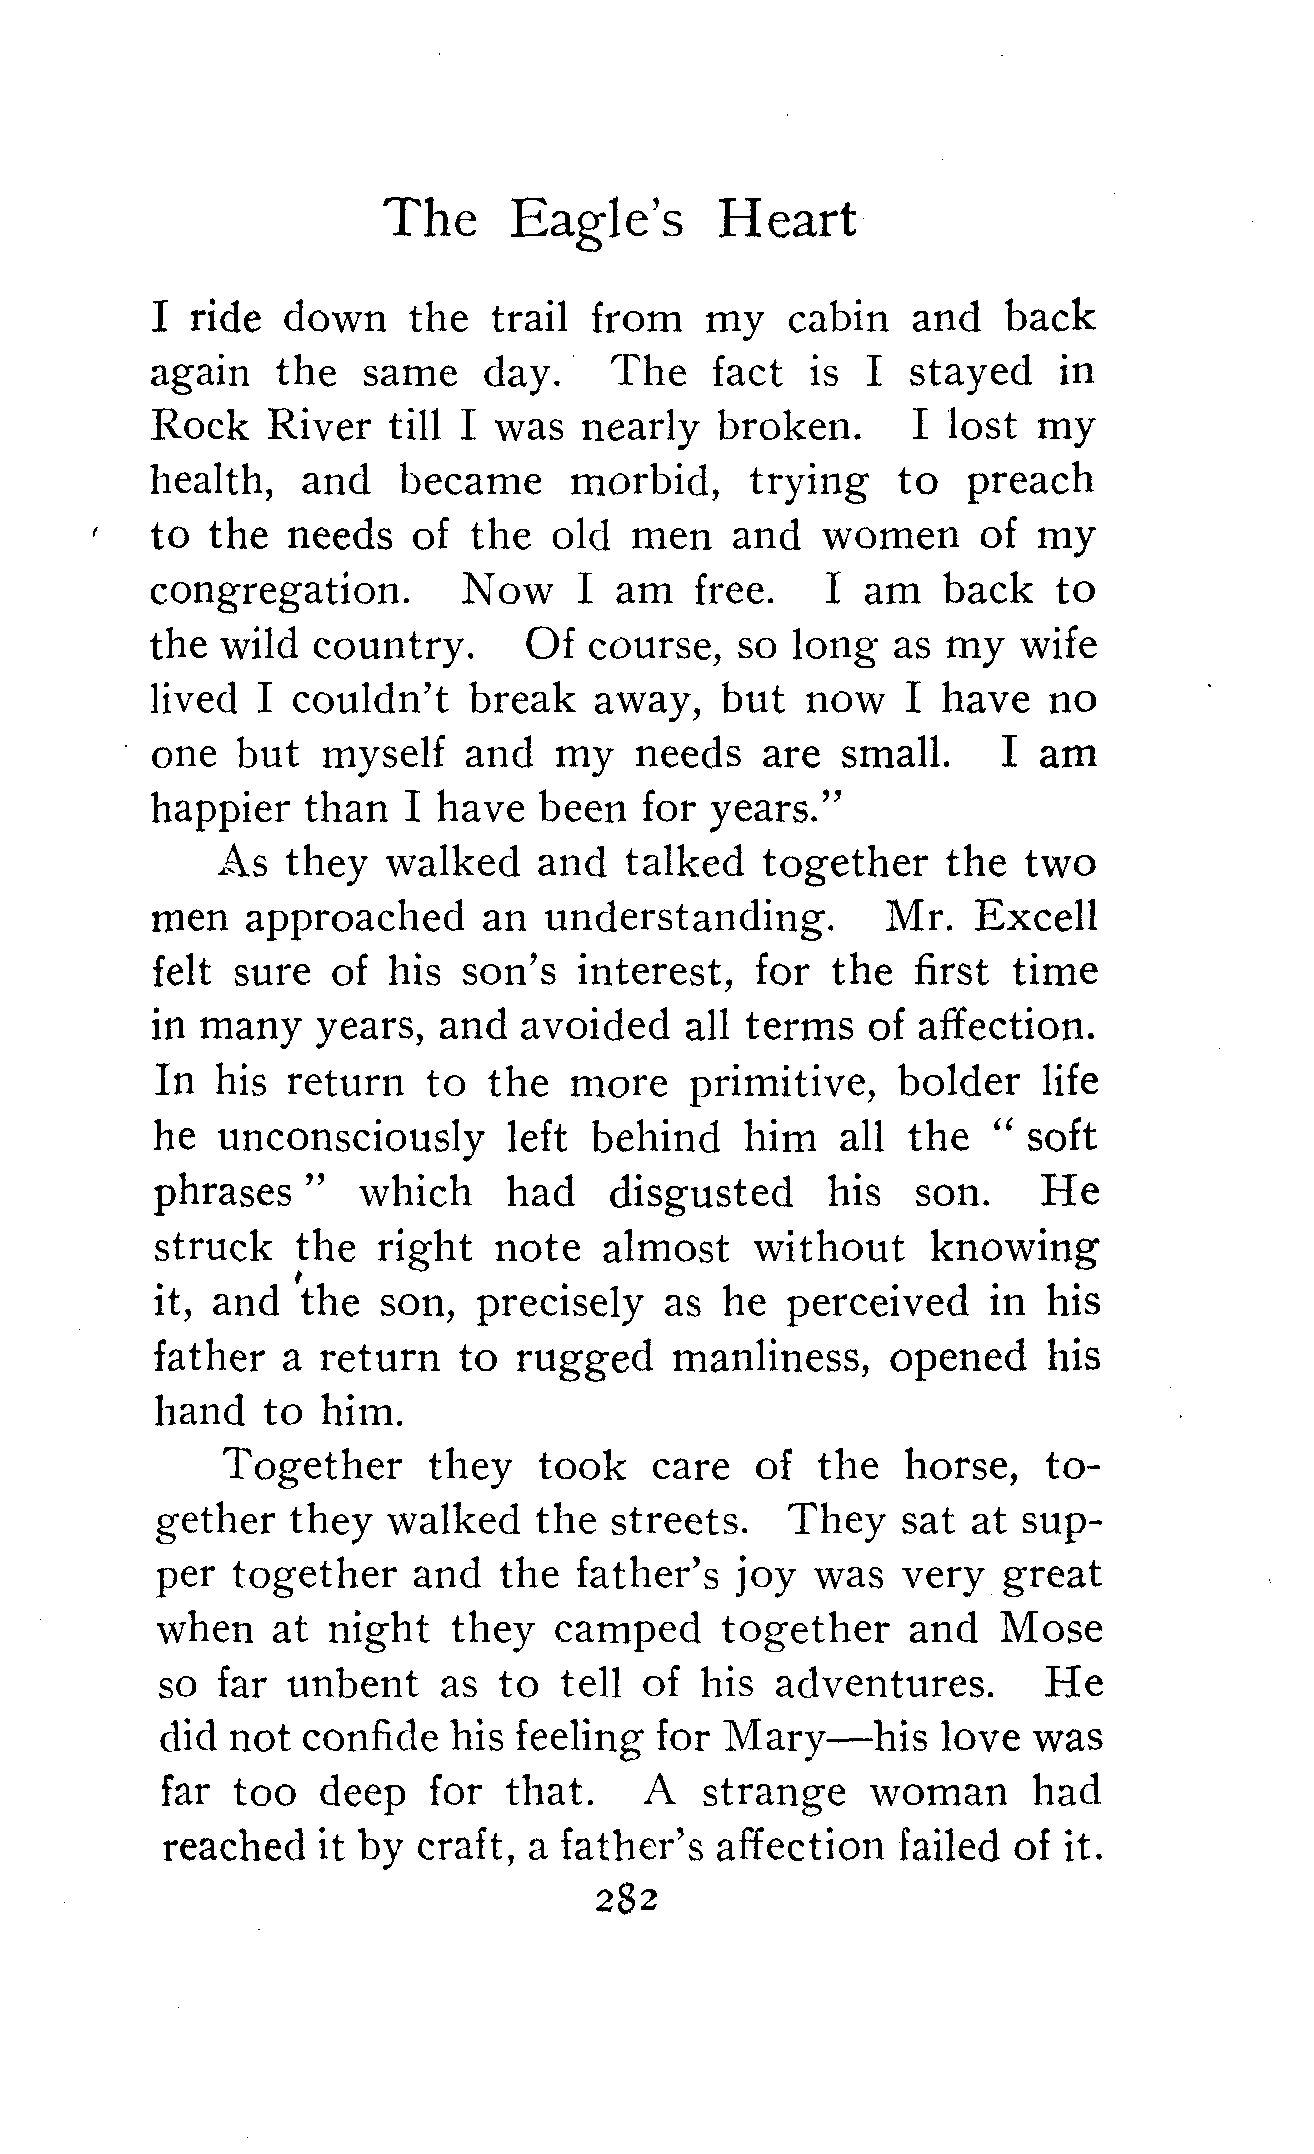 The Eagle's Heart
I ride down the trail from my cabin and back
again the same day. The fact is I stayed in
Rock River till I was nearly broken. I lost my
health, and became morbid, trying to preach
to the needs of the old men and women of my
congregation. Now I am free. I am back to
the wild country. Of course, so long as my wife
lived I couldn't break away, but now I have no
one but myself and my needs are small. I am
happier than I have been for years."
As they walked and talked together the two
men approached an understanding. Mr. Excell
felt sure of his son's interest, for the first time
in many years, and avoided all terms of affection.
In his return to the more primitive, bolder life
he unconsciously left behind him all the " soft
phrases " which had disgusted his son. He
struck the right note almost without knowing
it, and the son, precisely as he perceived in his
father a return to rugged manliness, opened his
hand to him.
Together they took care of the horse, to-
gether they walked the streets. They sat at sup-
per together and the father's joy was very great
when at night they camped together and Mose
so far unbent as to tell of his adventures. He
did not confide his feeling for Mary—his love was
far too deep for that. A strange woman had
reached it by craft, a father's affection failed of it.
282